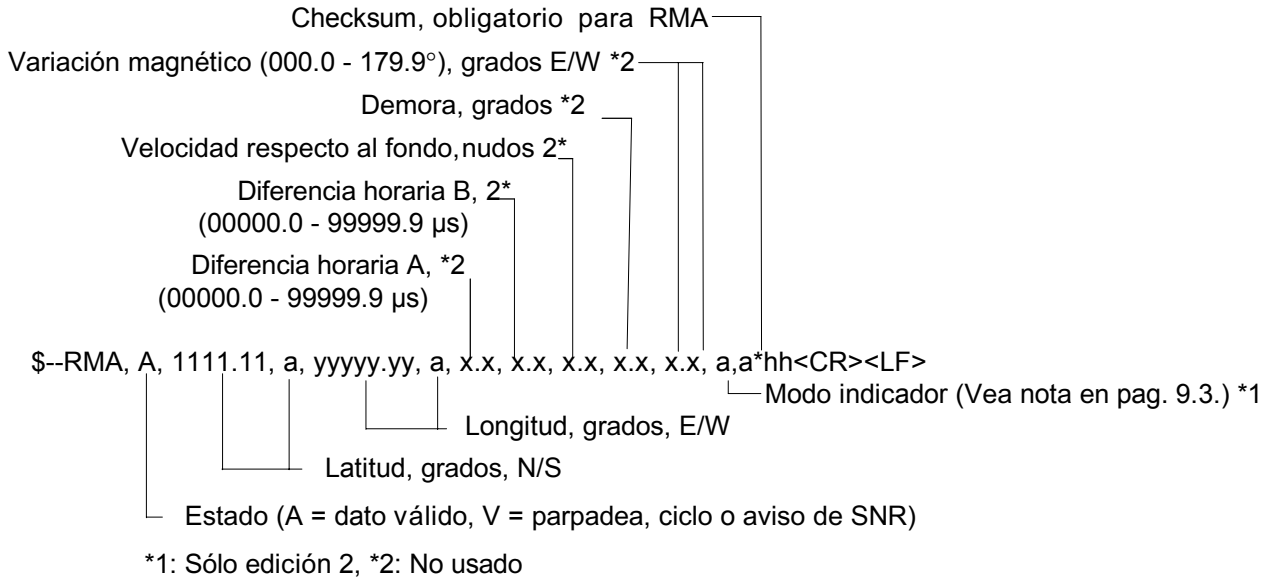 Checksum, obligatorio para RMA
Variación magnético (000.0 - 179.9°), grados E/W *2
Demora, grados *2
Velocidad respecto al fondo,nudos 2*
Diferencia horaria B, 2*
(00000.0 - 99999.9 µs)
Diferencia horaria A, *2
(00000.0 - 99999.9 µs)
$--RMA, A, 1111.11, a, yyyyy.yy, a, x.x, x.x, x.x, x.x, x.x, a,a*hh<CR><LF>
Modo indicador (Vea nota en pag. 9.3.) *1
Longitud, grados, E/W
Latitud, grados, N/S
Estado (A = dato válido, V = parpadea, ciclo o aviso de SNR)
*1: Sólo edición 2, *2: No usado